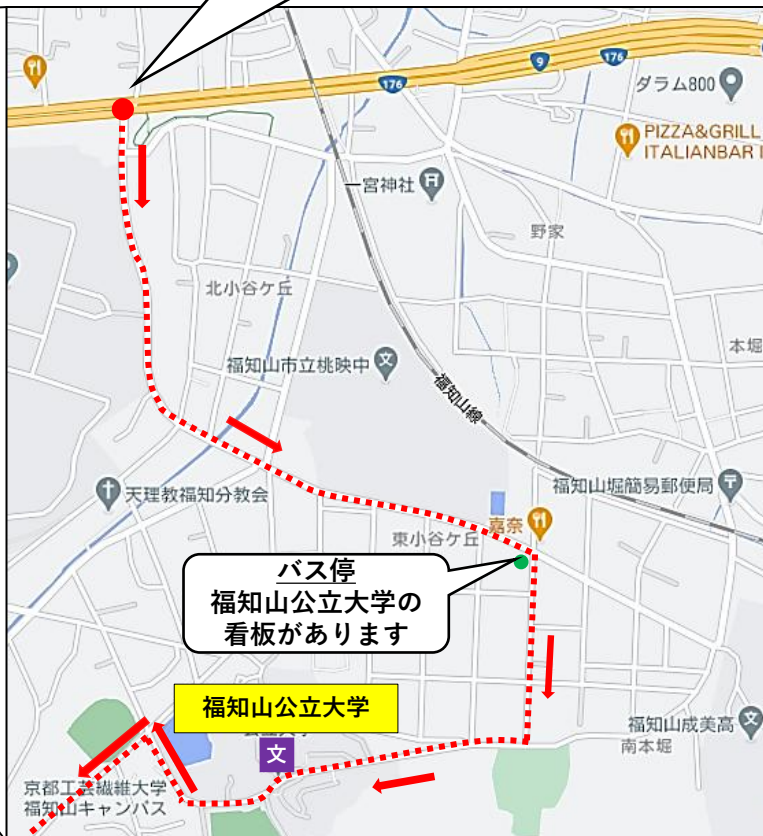 176
9
176
ダラム800
PIZZA&GRILL
ITALIANBAR
一宮神社
野家
北小谷ケ丘
本堀
福知山市立桃映中
文
福知山線
天理教福知分教会
福知山堀簡易郵便局
嘉奈
東小谷ケ丘
バス停
福知山公立大学の
看板があります
福知山公立大学
文
福知山成美高
文
南本堀
京都工芸繊維大学
福知山キャンパス